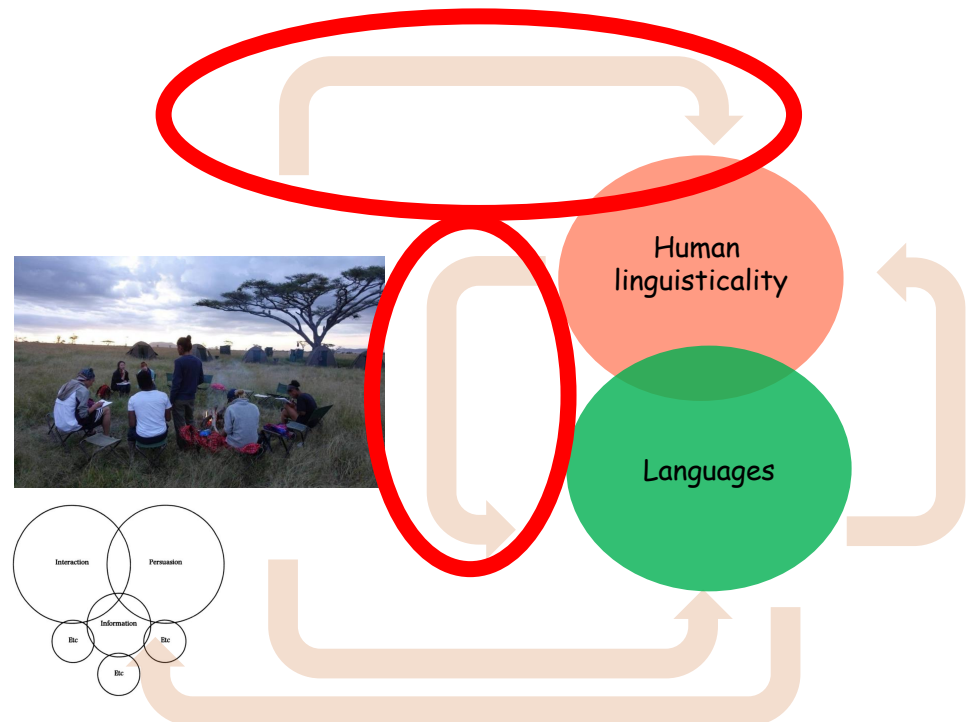 Human
linguisticality
Languages
Interaction
Persuasion
Information
Etc
Etc
Etc